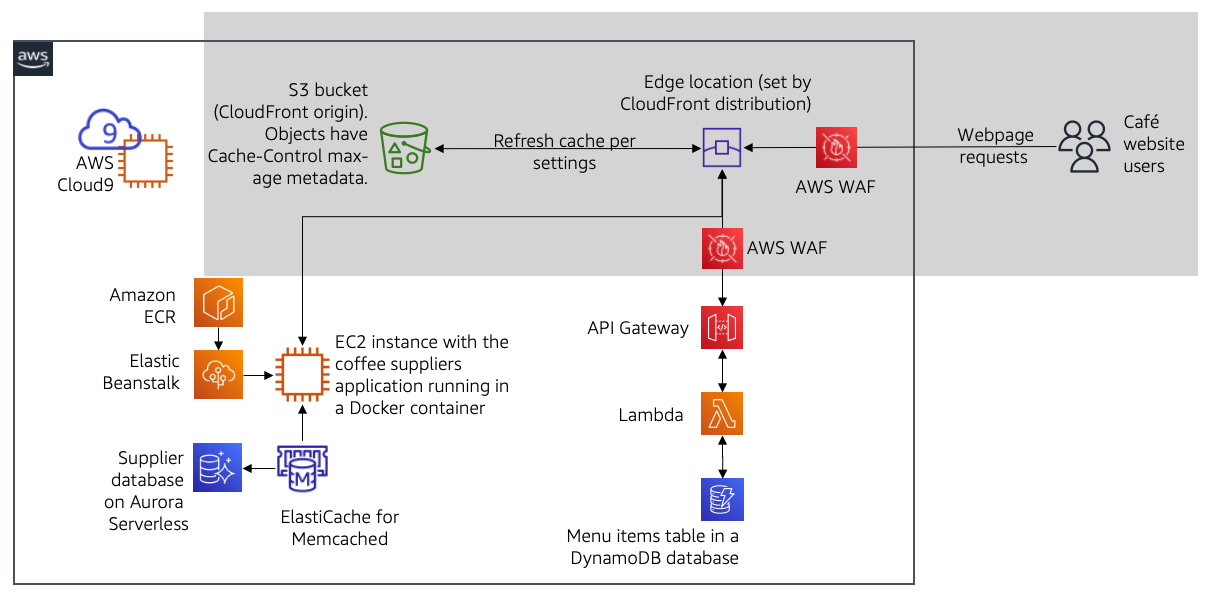 aws
S3 bucket
(CloudFront origin).
Objects have
Cache-Control max-
age metadata.
Edge location (set by
CloudFront distribution)
Refresh cache per
settings
AWS WAF
Webpage
requests
Café
website
users
9
AWS
Cloud9
AWS WAF
Amazon
ECR
Elastic
Beanstalk
EC2 instance with the
coffee suppliers
application running in
a Docker container
API Gateway
</>
Lambda
Supplier
database
on Aurora
Serverless
M
ElastiCache for
Memcached
Menu items table in a
DynamoDB database